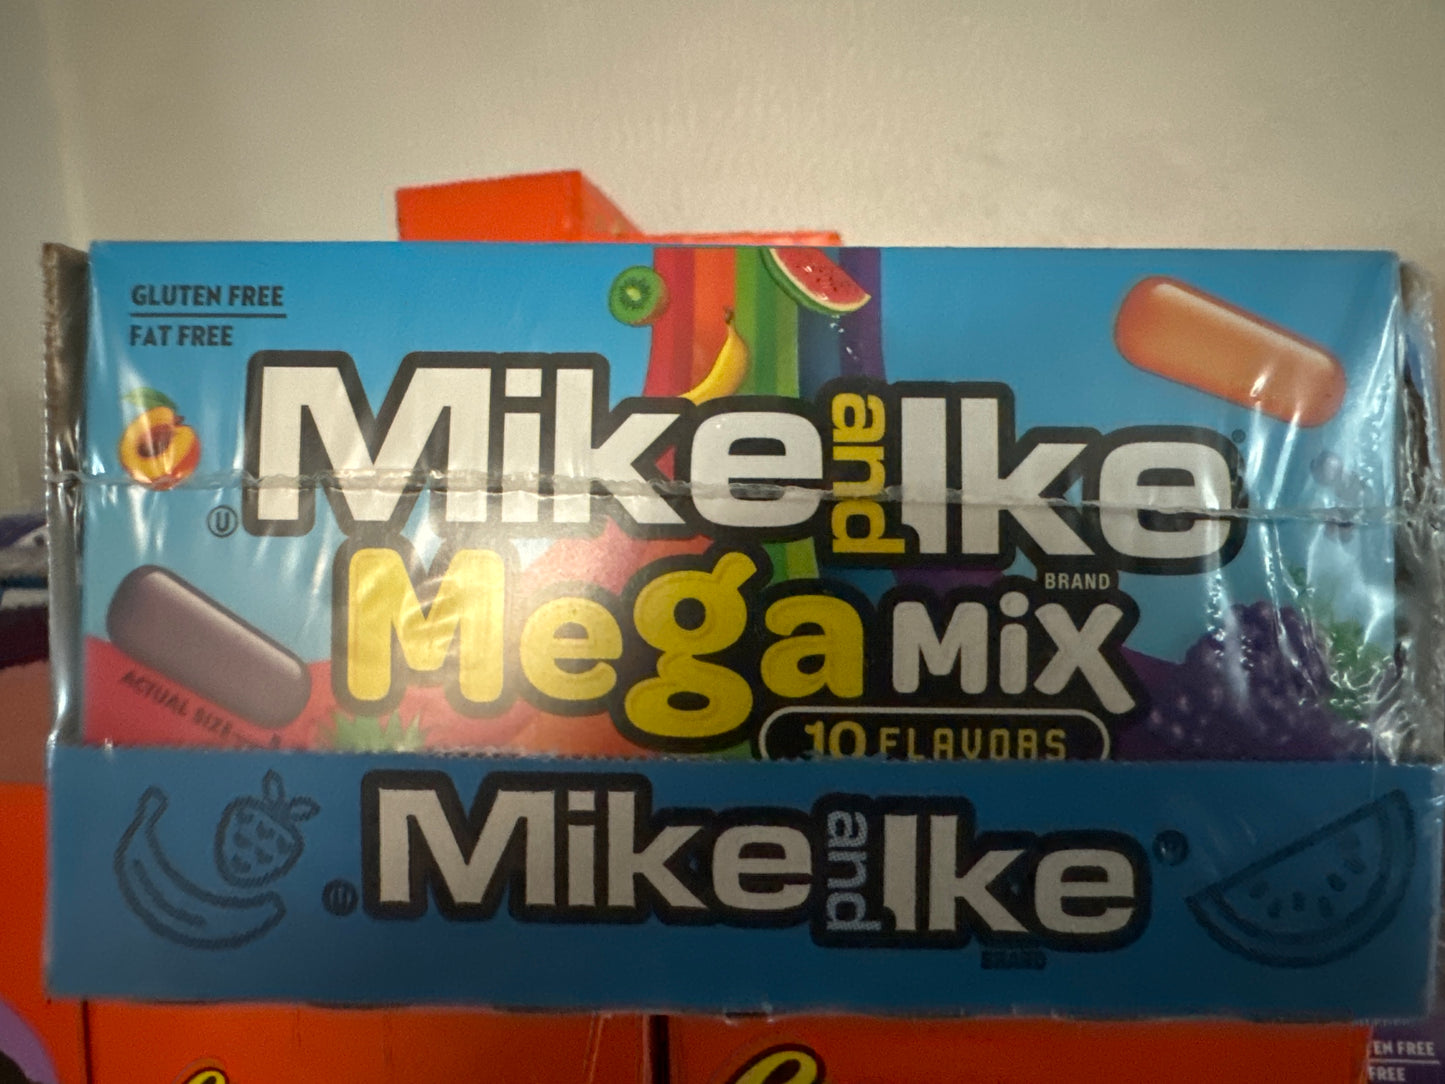 GLUTEN FREE
FAT FREE
Mike and Ike
BRAND
Mega Mix
10 FLAVORS
ACTUAL SIZE
Mike and Ike
BRAND
EN FREE
FREE